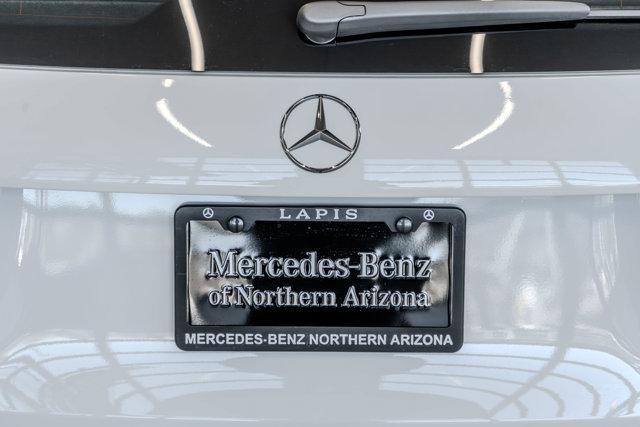 LAPIS
Mercedes-Benz
of Northern Arizona
MERCEDES-BENZ NORTHERN ARIZONA